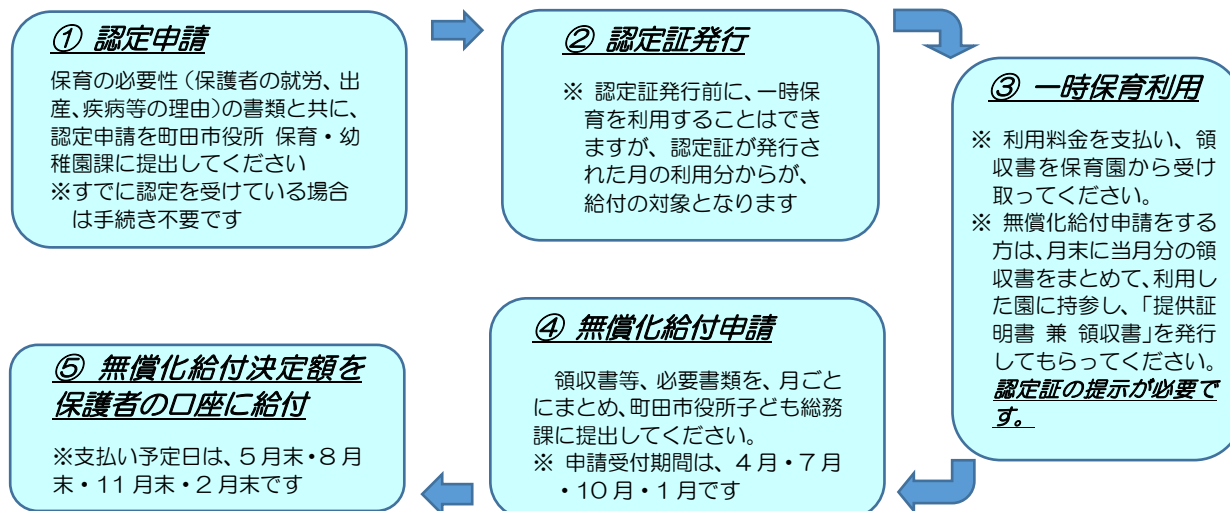 ① 認定申請
保育の必要性(保護者の就労、出
産、疾病等の理由)の書類と共に、
認定申請を町田市役所 保育・幼
稚園課に提出してください
※すでに認定を受けている場合
は手続き不要です
② 認定証発行
※ 認定証発行前に、一時保
育を利用することはでき
ますが、認定証が発行さ
れた月の利用分からが、
給付の対象となります
③ 一時保育利用
※ 利用料金を支払い、領
収書を保育園から受け
取ってください。
※ 無償化給付申請をする
方は、月末に当月分の領
収書をまとめて、利用し
た園に持参し、「提供証
明書 兼 領収書」を発行
してもらってください。
認定証の提示が必要で
す。
④ 無償化給付申請
領収書等、必要書類を、月ごと
にまとめ、町田市役所子ども総務
課に提出してください。
※ 申請受付期間は、4月・7月
・10月・1月です
⑤ 無償化給付決定額を
保護者の口座に給付
※支払い予定日は、5月末・8月
末・11月末・2月末です